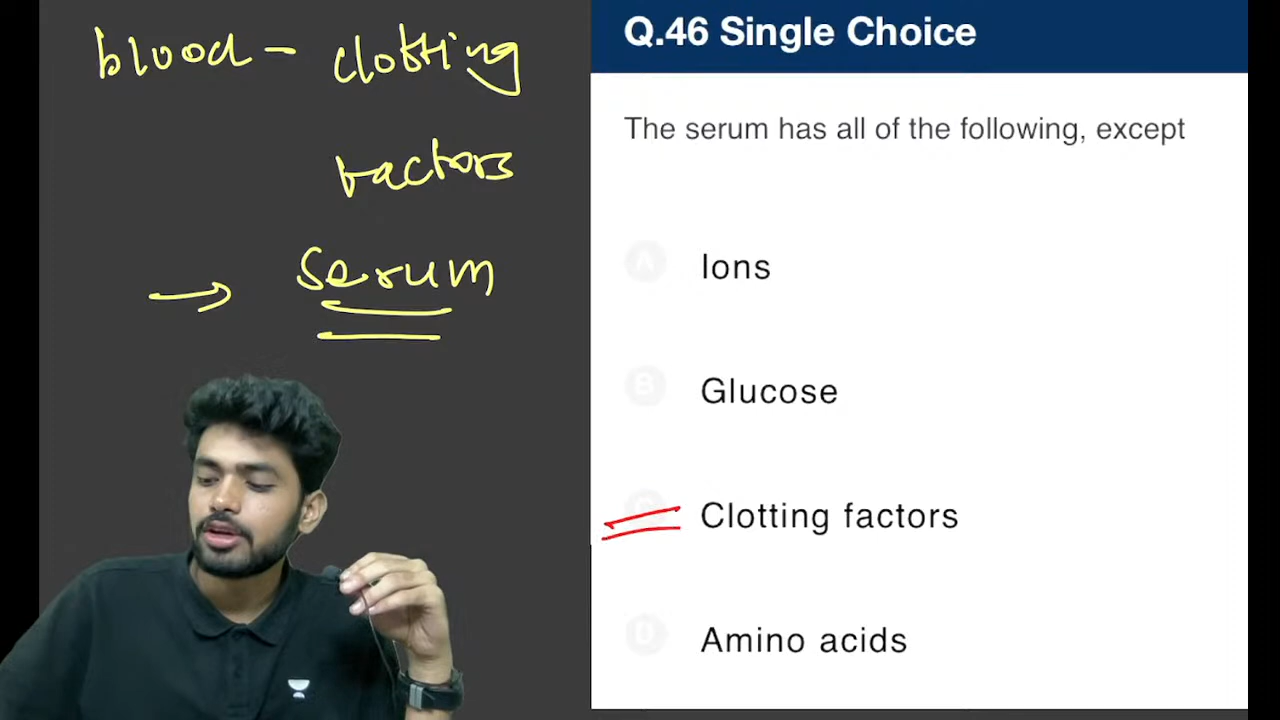 blood - clotting
factors
→ Serum
Q.46 Single Choice
The serum has all of the following, except
A Ions
B Glucose
C Clotting factors
D Amino acids